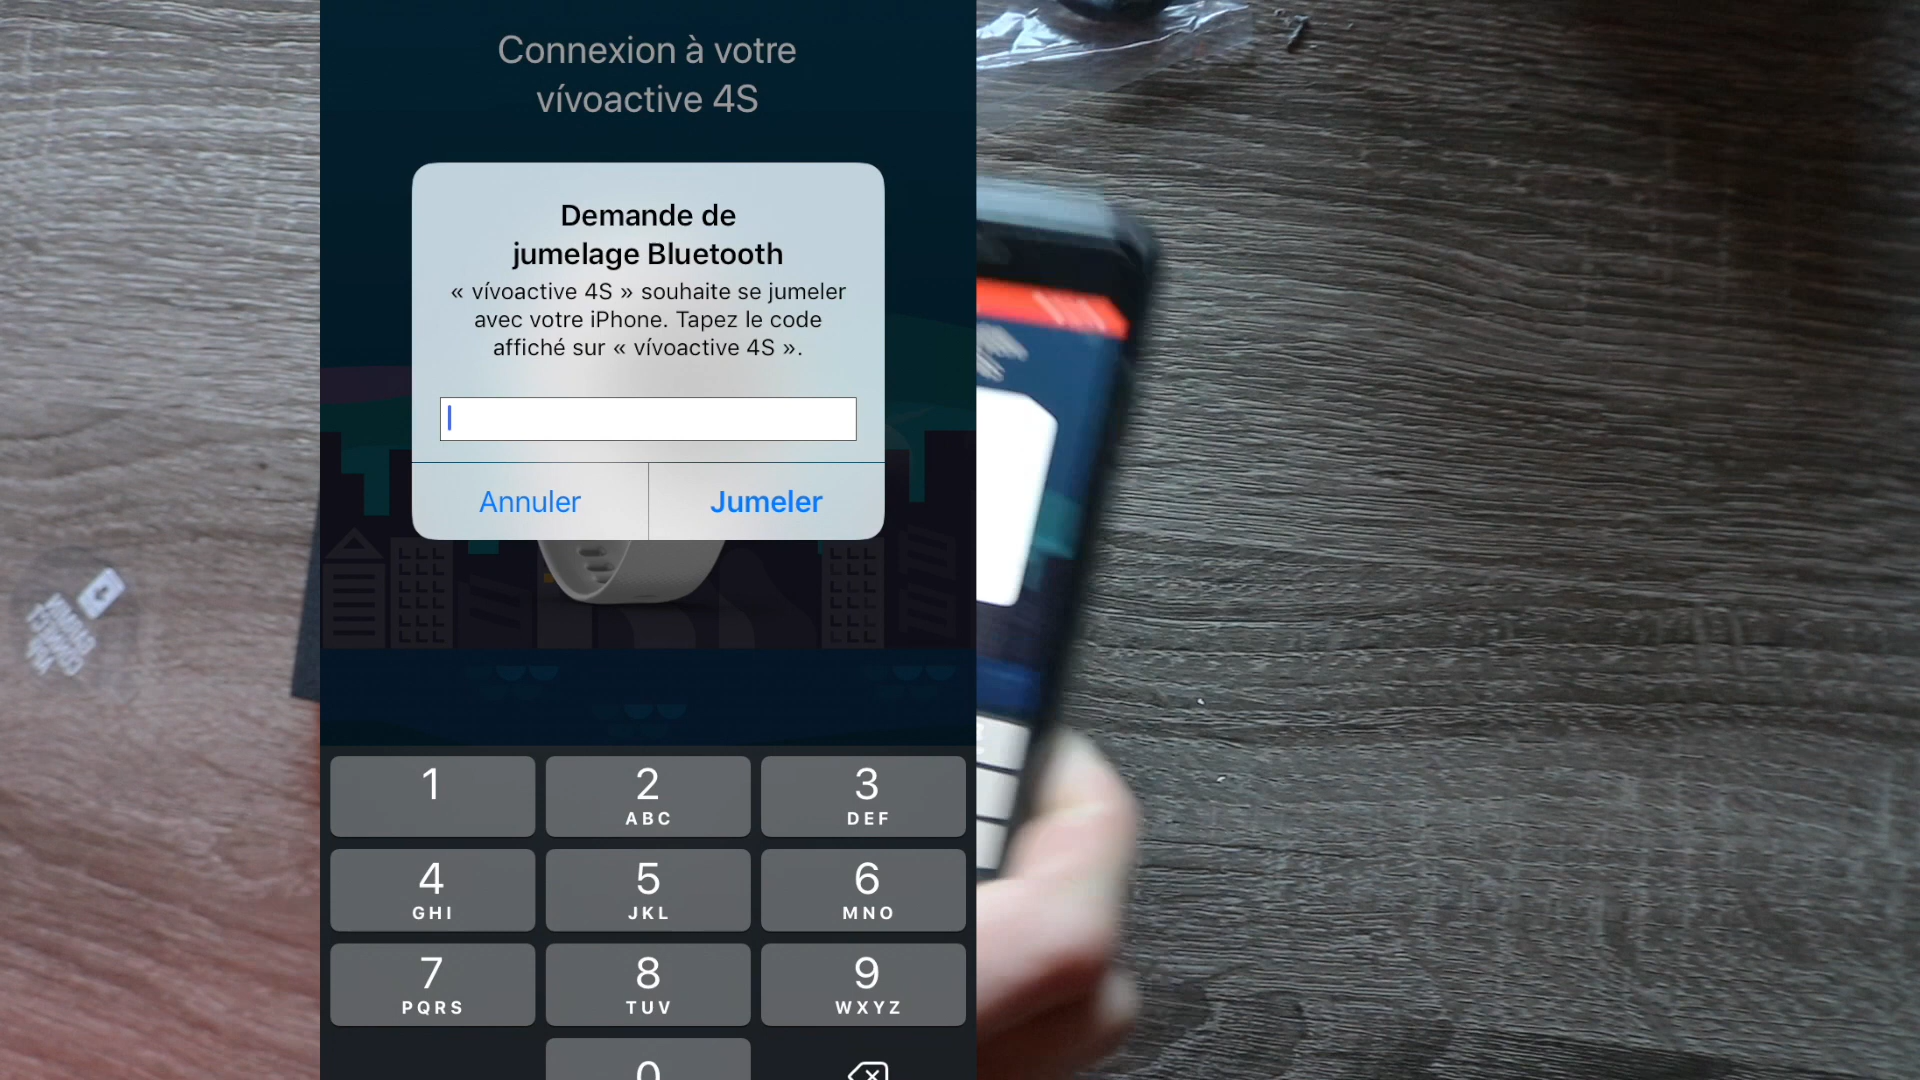 Connexion à votre
vívoactive 4S
Demande de
jumelage Bluetooth
« vívoactive 4S » souhaite se jumeler
avec votre iPhone. Tapez le code
affiché sur « vívoactive 4S ».
Annuler
Jumeler
1
2
ABC
3
DEF
4
GHI
5
JKL
6
MNO
7
PQRS
8
TUV
9
WXYZ
0